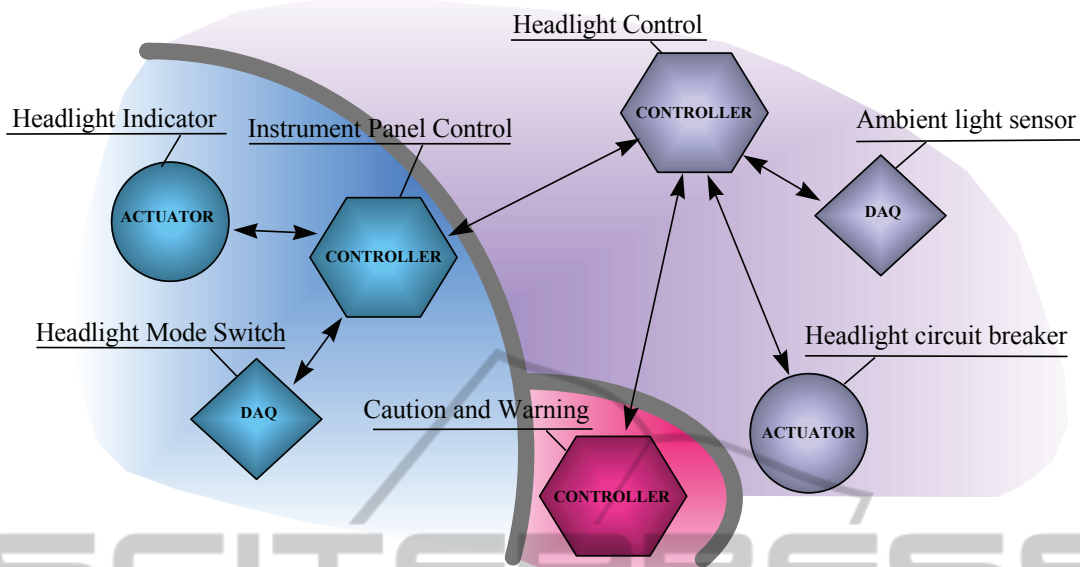 Headlight Control
CONTROLLER
Headlight Indicator
Instrument Panel Control
Ambient light sensor
ACTUATOR
CONTROLLER
DAQ
Headlight Mode Switch
Headlight circuit breaker
DAQ
Caution and Warning
ACTUATOR
CONTROLLER
SCITEPRESS